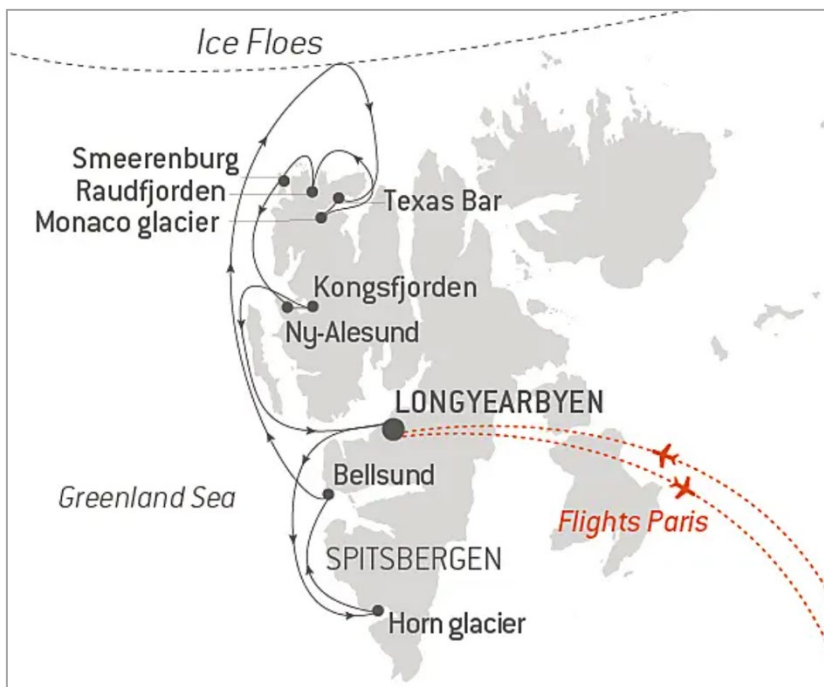 Ice Floes
Smeerenburg
Raudfjorden
Monaco glacier
Texas Bar
Kongsfjorden
Ny-Alesund
LONGYEARBYEN
Bellsund
Greenland Sea
Flights Paris
SPITSBERGEN
Horn glacier